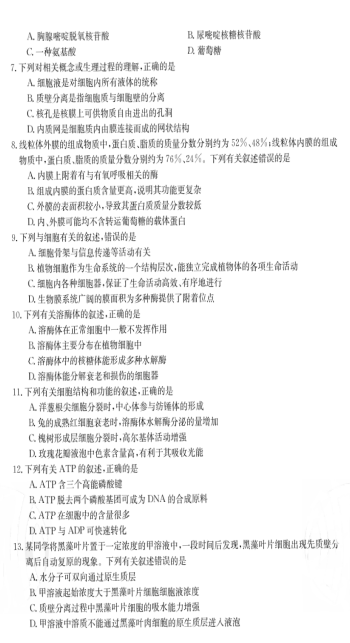 A. 胸腺嘧啶脱氧核苷酸 B. 尿嘧啶核糖核苷酸
C. 一种氨基酸 D. 葡萄糖
7. 下列对相关概念或生理过程的理解,正确的是
A. 细胞液是对细胞内所有液体的统称
B. 质壁分离是指细胞质与细胞壁的分离
C. 核孔是核膜上可供物质自由进出的孔洞
D. 内质网是细胞质内由膜连接而成的网状结构
8. 线粒体外膜的组成物质中,蛋白质、脂质的质量分数分别约为 52%、48%;线粒体内膜的组成
物质中,蛋白质、脂质的质量分数分别约为 76%、24%。下列有关叙述错误的是
A. 内膜上附着有与有氧呼吸相关的酶
B. 组成内膜的蛋白质含量更高,说明其功能更复杂
C. 外膜的表面积较小,导致其蛋白质质量分数较低
D. 内、外膜可能均不含转运葡萄糖的载体蛋白
9. 下列与细胞有关的叙述,错误的是
A. 细胞骨架与信息传递等活动有关
B. 植物细胞作为生命系统的一个结构层次,能独立完成植物体的各项生命活动
C. 细胞内各种细胞器,保证了生命活动高效、有序地进行
D. 生物膜系统广阔的膜面积为多种酶提供了附着位点
10. 下列有关溶酶体的叙述,正确的是
A. 溶酶体在正常细胞中一般不发挥作用
B. 溶酶体主要分布在植物细胞中
C. 溶酶体中的核糖体能形成多种水解酶
D. 溶酶体能分解衰老和损伤的细胞器
11. 下列有关细胞结构和功能的叙述,正确的是
A. 洋葱根尖细胞分裂时,中心体参与纺锤体的形成
B. 兔的成熟红细胞衰老时,溶酶体水解酶分泌的量增加
C. 槐树形成层细胞分裂时,高尔基体活动增强
D. 玫瑰花瓣液泡中色素含量高,有利于其吸收光能
12. 下列有关 ATP 的叙述,正确的是
A. ATP 含三个高能磷酸键
B. ATP 脱去两个磷酸基团可成为 DNA 的合成原料
C. ATP 在细胞中的含量很多
D. ATP 与 ADP 可快速转化
13. 某同学将黑藻叶片置于一定浓度的甲溶液中,一段时间后发现,黑藻叶片细胞出现先质壁分
离后自动复原的现象。下列有关叙述错误的是
A. 水分子可双向通过原生质层
B. 甲溶液起始浓度大于黑藻叶片细胞细胞液浓度
C. 质壁分离过程中黑藻叶片细胞的吸水能力增强
D. 甲溶液中溶质不能通过黑藻叶肉细胞的原生质层进入液泡